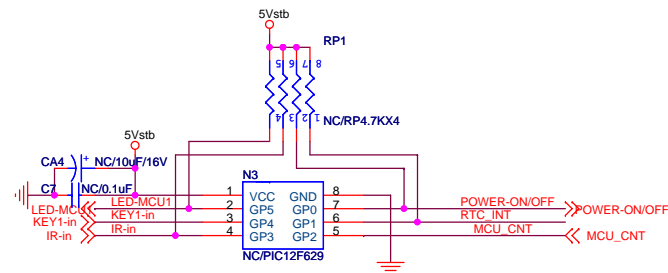 5Vstb
RP1
5 6 7 8
4 3 2 1
NC/RP4.7KX4
5Vstb
CA4 + NC/10uF/16V
C7 NC/0.1uF
N3
1 VCC GND 8
LED-MCU1 LED-MCU1 2 GP5 GP0 7 POWER-ON/OFF POWER-ON/OFF
KEY1-in KEY1-in 3 GP4 GP1 6 RTC_INT
IR-in IR-in 4 GP3 GP2 5 MCU_CNT MCU_CNT
NC/PIC12F629